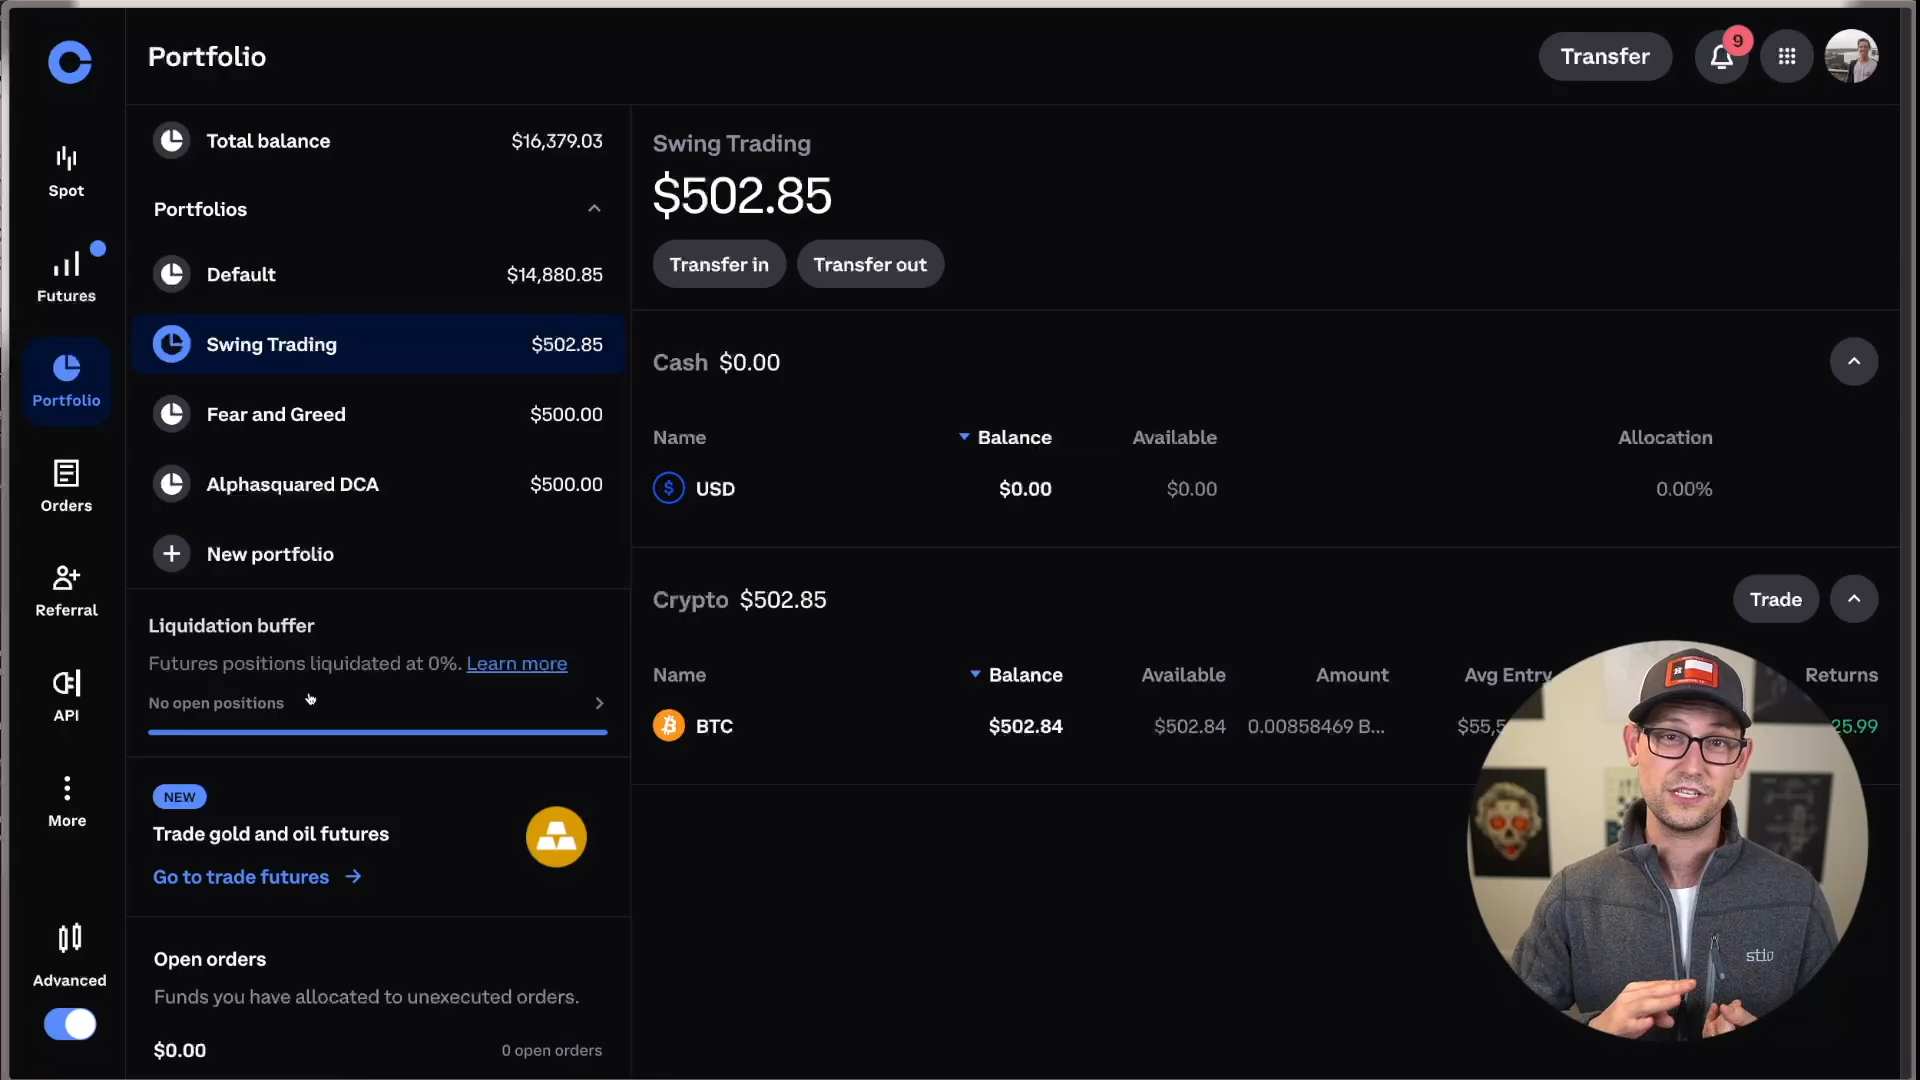 Portfolio
Transfer
9
Spot
Futures
Portfolio
Orders
Referral
API
More
Advanced
Total balance $16,379.03
Portfolios
Default $14,880.85
Swing Trading $502.85
Fear and Greed $500.00
Alphasquared DCA $500.00
New portfolio
Liquidation buffer
Futures positions liquidated at 0%. Learn more
No open positions
NEW
Trade gold and oil futures
Go to trade futures
Open orders
Funds you have allocated to unexecuted orders.
$0.00 0 open orders
Swing Trading
$502.85
Transfer in Transfer out
Cash $0.00
Name Balance Available Allocation
USD $0.00 $0.00 0.00%
Crypto $502.85 Trade
Name Balance Available Amount Avg Entry Returns
BTC $502.84 $502.84 0.00858469 B... $55,5 25.99
stio